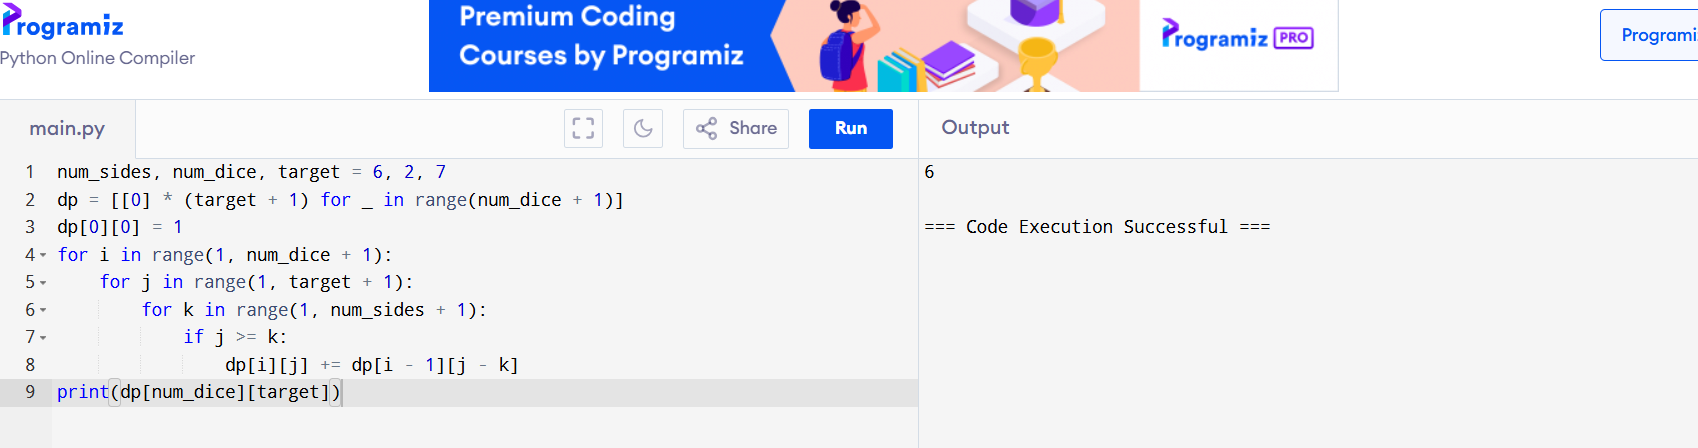 Programiz
Python Online Compiler
Premium Coding
Courses by Programiz
Programiz PRO
main.py
Share
Run
Output
1 num_sides, num_dice, target = 6, 2, 7
2 dp = [[0] * (target + 1) for _ in range(num_dice + 1)]
3 dp[0][0] = 1
4 for i in range(1, num_dice + 1):
5     for j in range(1, target + 1):
6         for k in range(1, num_sides + 1):
7             if j >= k:
8                 dp[i][j] += dp[i - 1][j - k]
9 print(dp[num_dice][target])
6
=== Code Execution Successful ===